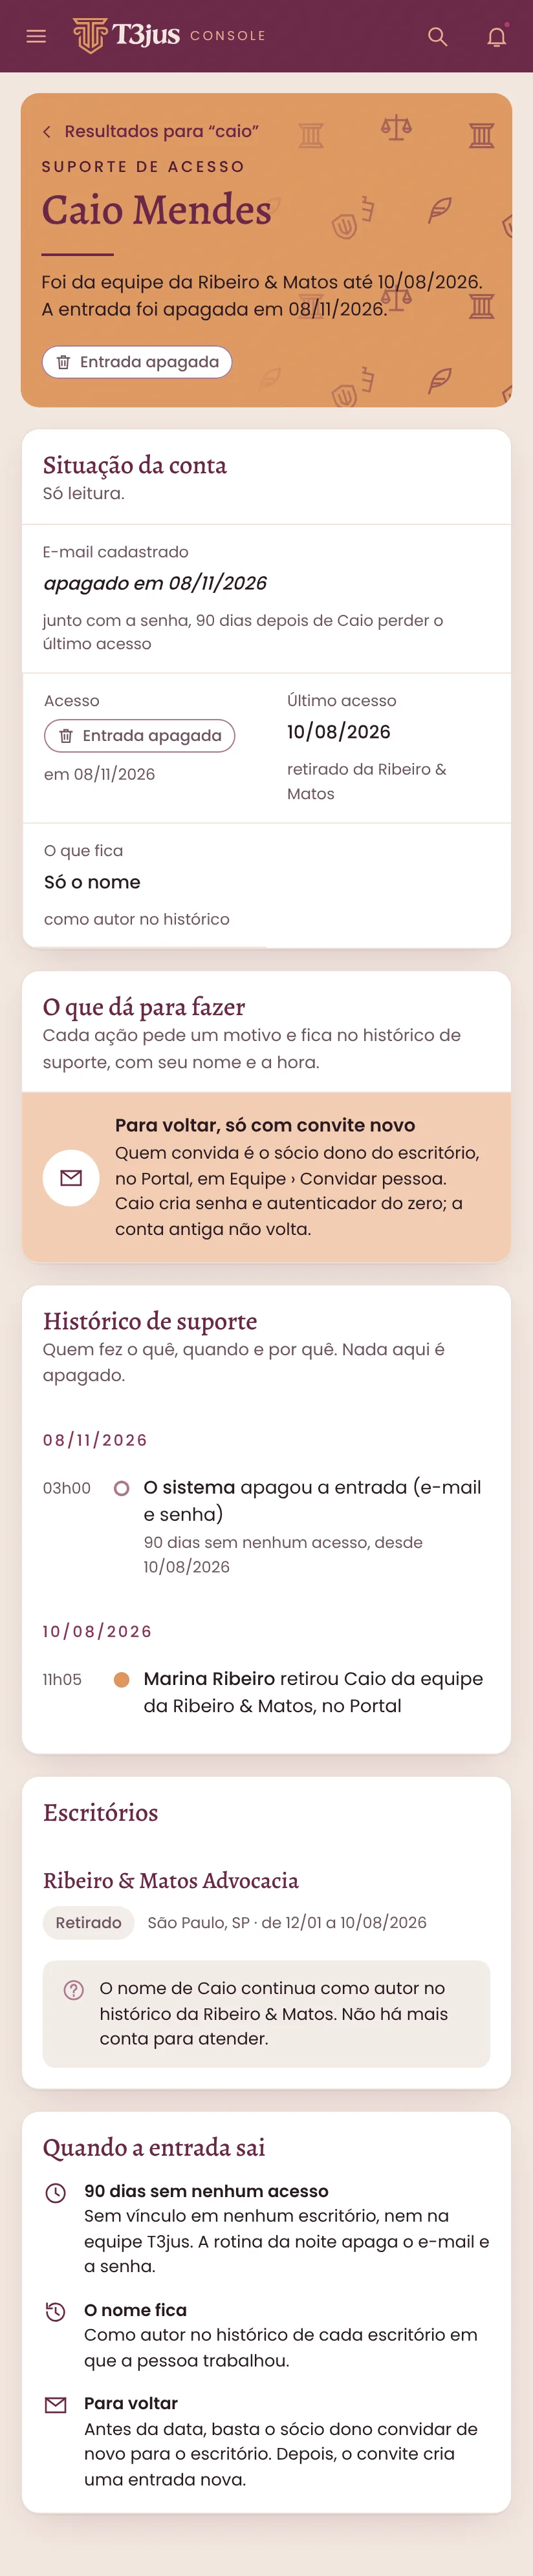 T3jus CONSOLE
Resultados para “caio”
SUPORTE DE ACESSO
Caio Mendes
Foi da equipe da Ribeiro & Matos até 10/08/2026.
A entrada foi apagada em 08/11/2026.
Entrada apagada
Situação da conta
Só leitura.
E-mail cadastrado
apagado em 08/11/2026
junto com a senha, 90 dias depois de Caio perder o
último acesso
Acesso
Entrada apagada
em 08/11/2026
Último acesso
10/08/2026
retirado da Ribeiro &
Matos
O que fica
Só o nome
como autor no histórico
O que dá para fazer
Cada ação pede um motivo e fica no histórico de
suporte, com seu nome e a hora.
Para voltar, só com convite novo
Quem convida é o sócio dono do escritório,
no Portal, em Equipe › Convidar pessoa.
Caio cria senha e autenticador do zero; a
conta antiga não volta.
Histórico de suporte
Quem fez o quê, quando e por quê. Nada aqui é
apagado.
08/11/2026
03h00
O sistema apagou a entrada (e-mail
e senha)
90 dias sem nenhum acesso, desde
10/08/2026
10/08/2026
11h05
Marina Ribeiro retirou Caio da equipe
da Ribeiro & Matos, no Portal
Escritórios
Ribeiro & Matos Advocacia
Retirado
São Paulo, SP · de 12/01 a 10/08/2026
O nome de Caio continua como autor no
histórico da Ribeiro & Matos. Não há mais
conta para atender.
Quando a entrada sai
90 dias sem nenhum acesso
Sem vínculo em nenhum escritório, nem na
equipe T3jus. A rotina da noite apaga o e-mail e
a senha.
O nome fica
Como autor no histórico de cada escritório em
que a pessoa trabalhou.
Para voltar
Antes da data, basta o sócio dono convidar de
novo para o escritório. Depois, o convite cria
uma entrada nova.